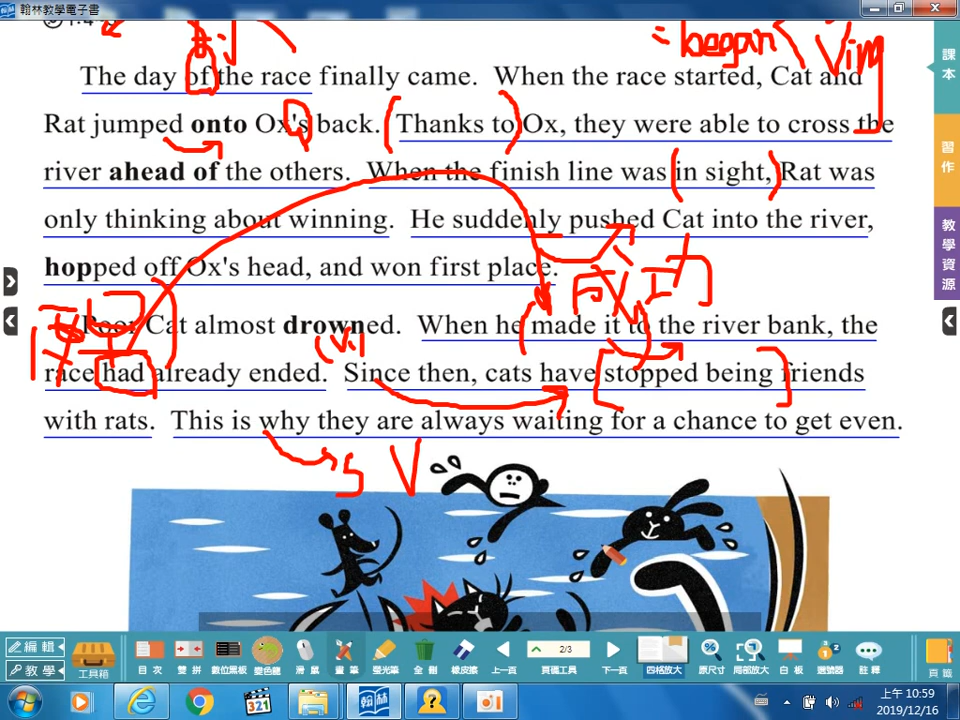 翰林教學電子書
= began
Ving
The day of the race finally came. When the race started, Cat and
Rat jumped onto Ox's back. (Thanks to) Ox, they were able to cross the
river ahead of the others. When the finish line was (in sight,) Rat was
only thinking about winning. He suddenly pushed Cat into the river,
hopped off Ox's head, and won first place.
成功
Poor Cat almost drowned. When he (made it to) the river bank, the
(vi.)
race had already ended. Since then, cats have [stopped being] friends
with rats. This is why they are always waiting for a chance to get even.
S V
課本
習作
教學資源
編輯
教學
工具箱
目次
雙拼
數位黑板
變色龍
滑鼠
畫筆
螢光筆
全刪
橡皮擦
上一頁
2/3
頁碼工具
下一頁
四格放大
原尺寸
局部放大
白板
選號器
註釋
頁籤
321
翰林
上午 10:59
2019/12/16